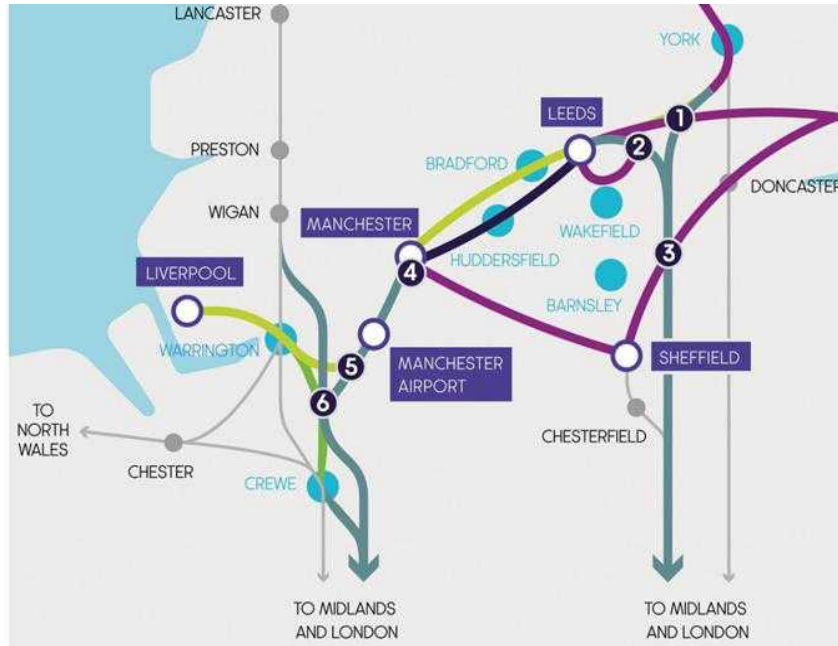 LANCASTER
YORK
1
LEEDS
2
PRESTON
BRADFORD
DONCASTER
WIGAN
MANCHESTER
WAKEFIELD
HUDDERSFIELD
3
4
LIVERPOOL
BARNSLEY
WARRINGTON
MANCHESTER
AIRPORT
SHEFFIELD
5
6
TO
NORTH
WALES
CHESTER
CHESTERFIELD
CREWE
TO MIDLANDS
AND LONDON
TO MIDLANDS
AND LONDON